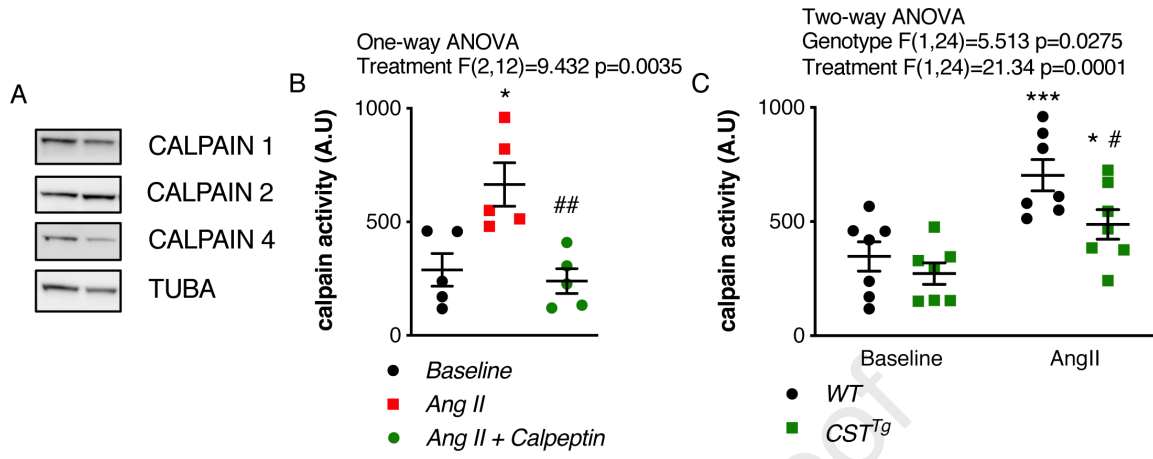 A
CALPAIN 1
CALPAIN 2
CALPAIN 4
TUBA
B
One-way ANOVA
Treatment F(2,12)=9.432 p=0.0035
calpain activity (A.U)
1000
500
0
*
##
Baseline
Ang II
Ang II + Calpeptin
C
Two-way ANOVA
Genotype F(1,24)=5.513 p=0.0275
Treatment F(1,24)=21.34 p=0.0001
calpain activity (A.U)
1000
500
0
***
* #
Baseline
AngII
WT
CST^Tg